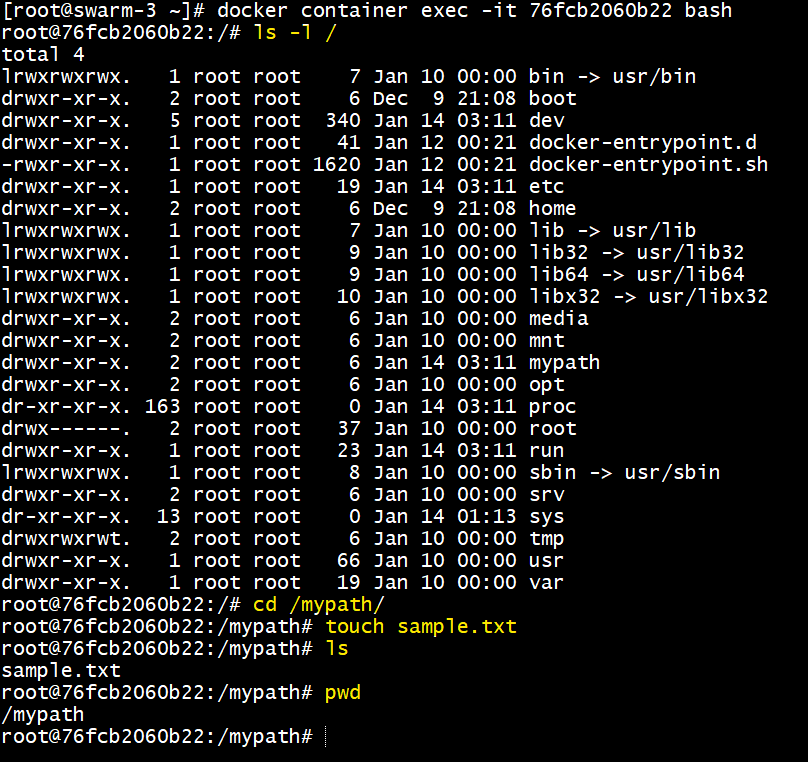 [root@swarm-3 ~]# docker container exec -it 76fcb2060b22 bash
root@76fcb2060b22:/# ls -l /
total 4
lrwxrwxrwx.   1 root root    7 Jan 10 00:00 bin -> usr/bin
drwxr-xr-x.   2 root root    6 Dec  9 21:08 boot
drwxr-xr-x.   5 root root  340 Jan 14 03:11 dev
drwxr-xr-x.   1 root root   41 Jan 12 00:21 docker-entrypoint.d
-rwxr-xr-x.   1 root root 1620 Jan 12 00:21 docker-entrypoint.sh
drwxr-xr-x.   1 root root   19 Jan 14 03:11 etc
drwxr-xr-x.   2 root root    6 Dec  9 21:08 home
lrwxrwxrwx.   1 root root    7 Jan 10 00:00 lib -> usr/lib
lrwxrwxrwx.   1 root root    9 Jan 10 00:00 lib32 -> usr/lib32
lrwxrwxrwx.   1 root root    9 Jan 10 00:00 lib64 -> usr/lib64
lrwxrwxrwx.   1 root root   10 Jan 10 00:00 libx32 -> usr/libx32
drwxr-xr-x.   2 root root    6 Jan 10 00:00 media
drwxr-xr-x.   2 root root    6 Jan 10 00:00 mnt
drwxr-xr-x.   2 root root    6 Jan 14 03:11 mypath
drwxr-xr-x.   2 root root    6 Jan 10 00:00 opt
dr-xr-xr-x. 163 root root    0 Jan 14 03:11 proc
drwx------.   2 root root   37 Jan 10 00:00 root
drwxr-xr-x.   1 root root   23 Jan 14 03:11 run
lrwxrwxrwx.   1 root root    8 Jan 10 00:00 sbin -> usr/sbin
drwxr-xr-x.   2 root root    6 Jan 10 00:00 srv
dr-xr-xr-x.  13 root root    0 Jan 14 01:13 sys
drwxrwxrwt.   2 root root    6 Jan 10 00:00 tmp
drwxr-xr-x.   1 root root   66 Jan 10 00:00 usr
drwxr-xr-x.   1 root root   19 Jan 10 00:00 var
root@76fcb2060b22:/# cd /mypath/
root@76fcb2060b22:/mypath# touch sample.txt
root@76fcb2060b22:/mypath# ls
sample.txt
root@76fcb2060b22:/mypath# pwd
/mypath
root@76fcb2060b22:/mypath#